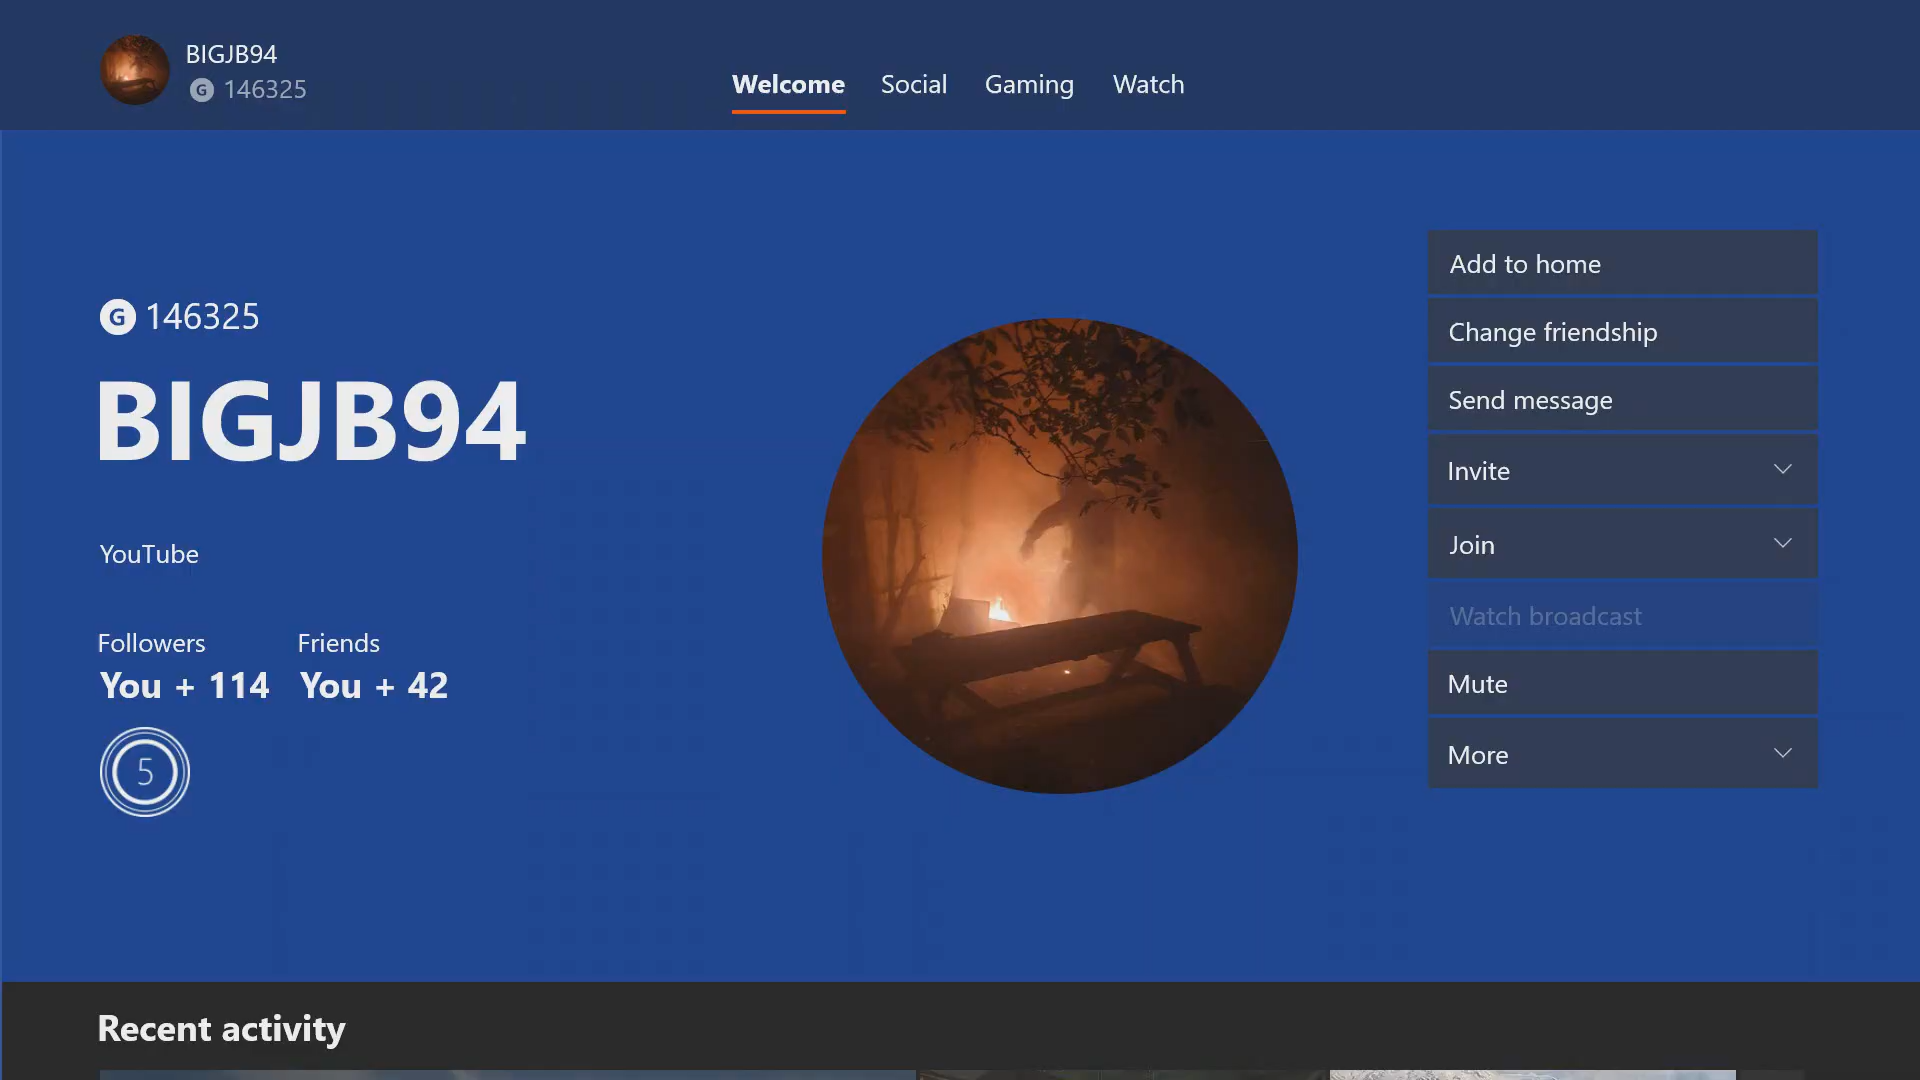 BIGJB94
G 146325
Welcome Social Gaming Watch
G 146325
BIGJB94
YouTube
Followers Friends
You + 114 You + 42
5
Add to home
Change friendship
Send message
Invite
Join
Watch broadcast
Mute
More
Recent activity